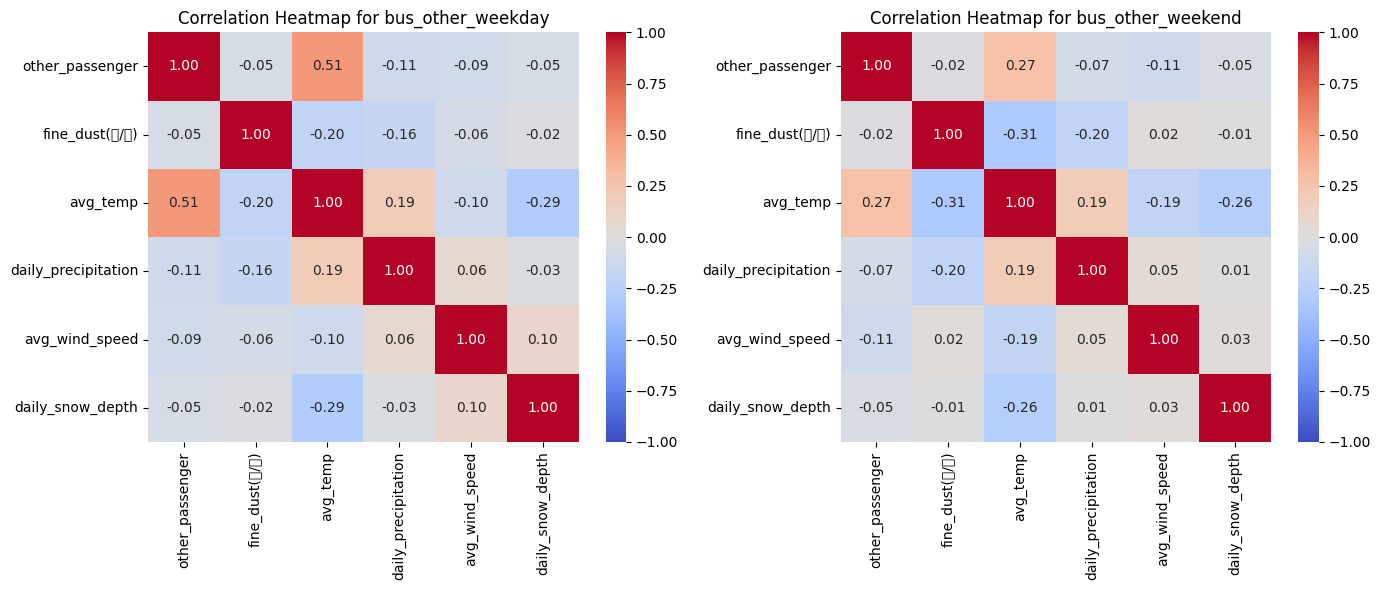 Correlation Heatmap for bus_other_weekday
other_passenger 1.00 -0.05 0.51 -0.11 -0.09 -0.05
fine_dust(▯/▯) -0.05 1.00 -0.20 -0.16 -0.06 -0.02
avg_temp 0.51 -0.20 1.00 0.19 -0.10 -0.29
daily_precipitation -0.11 -0.16 0.19 1.00 0.06 -0.03
avg_wind_speed -0.09 -0.06 -0.10 0.06 1.00 0.10
daily_snow_depth -0.05 -0.02 -0.29 -0.03 0.10 1.00
other_passenger
fine_dust(▯/▯)
avg_temp
daily_precipitation
avg_wind_speed
daily_snow_depth
1.00
0.75
0.50
0.25
0.00
−0.25
−0.50
−0.75
−1.00
Correlation Heatmap for bus_other_weekend
other_passenger 1.00 -0.02 0.27 -0.07 -0.11 -0.05
fine_dust(▯/▯) -0.02 1.00 -0.31 -0.20 0.02 -0.01
avg_temp 0.27 -0.31 1.00 0.19 -0.19 -0.26
daily_precipitation -0.07 -0.20 0.19 1.00 0.05 0.01
avg_wind_speed -0.11 0.02 -0.19 0.05 1.00 0.03
daily_snow_depth -0.05 -0.01 -0.26 0.01 0.03 1.00
other_passenger
fine_dust(▯/▯)
avg_temp
daily_precipitation
avg_wind_speed
daily_snow_depth
1.00
0.75
0.50
0.25
0.00
−0.25
−0.50
−0.75
−1.00